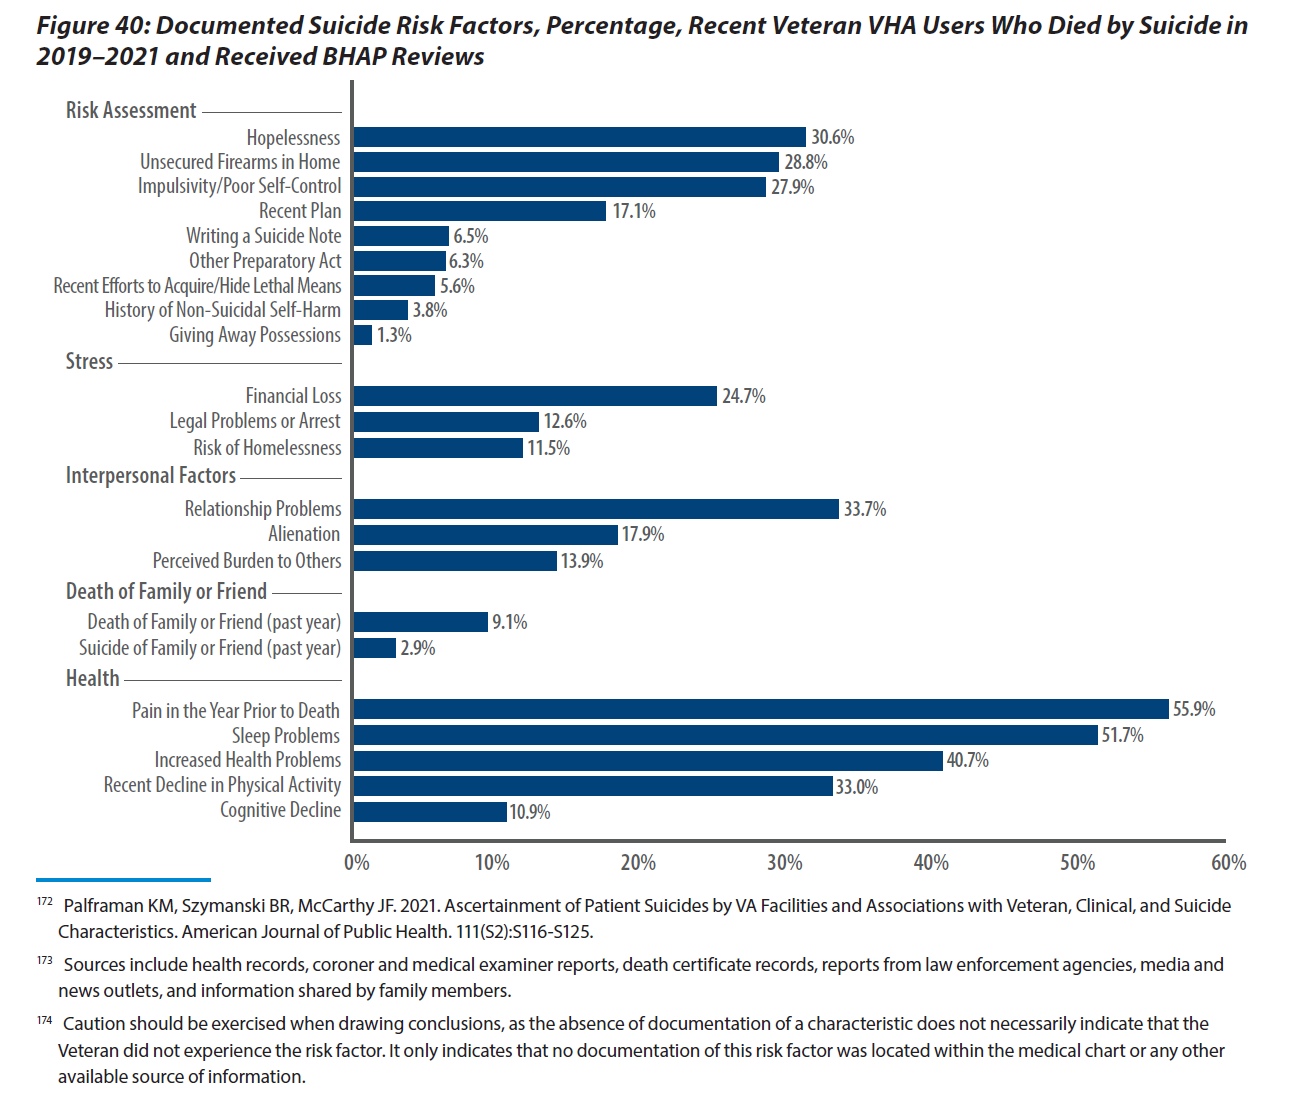 Figure 40: Documented Suicide Risk Factors, Percentage, Recent Veteran VHA Users Who Died by Suicide in
2019–2021 and Received BHAP Reviews
Risk Assessment
Hopelessness 30.6%
Unsecured Firearms in Home 28.8%
Impulsivity/Poor Self-Control 27.9%
Recent Plan 17.1%
Writing a Suicide Note 6.5%
Other Preparatory Act 6.3%
Recent Efforts to Acquire/Hide Lethal Means 5.6%
History of Non-Suicidal Self-Harm 3.8%
Giving Away Possessions 1.3%
Stress
Financial Loss 24.7%
Legal Problems or Arrest 12.6%
Risk of Homelessness 11.5%
Interpersonal Factors
Relationship Problems 33.7%
Alienation 17.9%
Perceived Burden to Others 13.9%
Death of Family or Friend
Death of Family or Friend (past year) 9.1%
Suicide of Family or Friend (past year) 2.9%
Health
Pain in the Year Prior to Death 55.9%
Sleep Problems 51.7%
Increased Health Problems 40.7%
Recent Decline in Physical Activity 33.0%
Cognitive Decline 10.9%
0% 10% 20% 30% 40% 50% 60%
172 Palframan KM, Szymanski BR, McCarthy JF. 2021. Ascertainment of Patient Suicides by VA Facilities and Associations with Veteran, Clinical, and Suicide
Characteristics. American Journal of Public Health. 111(S2):S116-S125.
173 Sources include health records, coroner and medical examiner reports, death certificate records, reports from law enforcement agencies, media and
news outlets, and information shared by family members.
174 Caution should be exercised when drawing conclusions, as the absence of documentation of a characteristic does not necessarily indicate that the
Veteran did not experience the risk factor. It only indicates that no documentation of this risk factor was located within the medical chart or any other
available source of information.